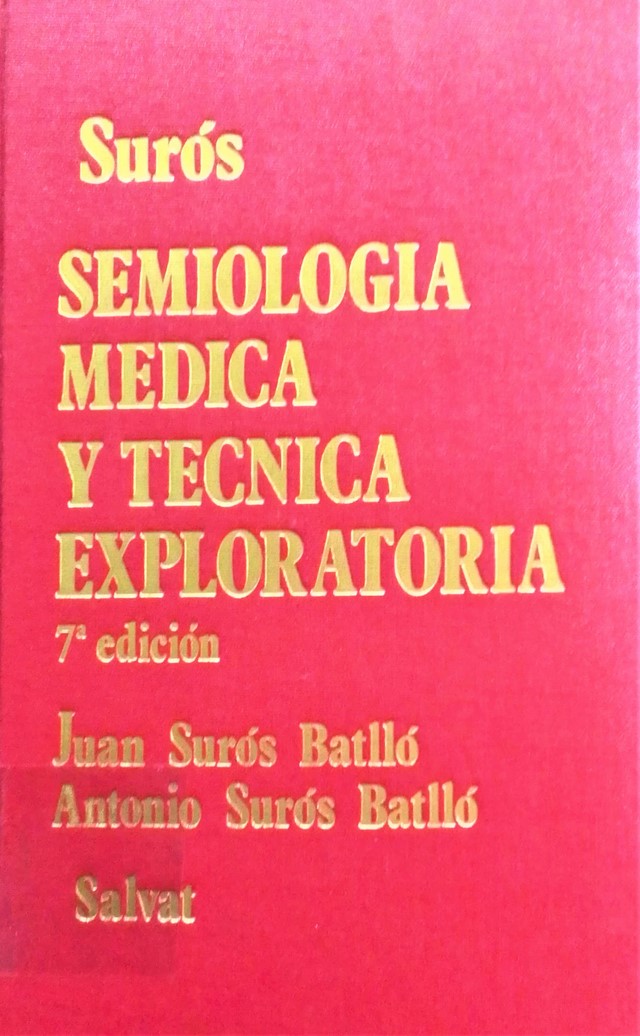 Surós
SEMIOLOGIA
MEDICA
Y TECNICA
EXPLORATORIA
7ª edición
Juan Surós Batlló
Antonio Surós Batlló
Salvat